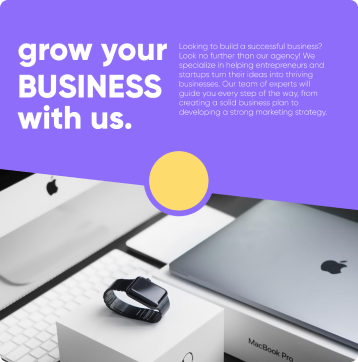 grow your
BUSINESS
with us.
Looking to build a successful business?
Look no further than our agency! We
specialize in helping entrepreneurs and
startups turn their ideas into thriving
businesses. Our team of experts will
guide you every step of the way, from
creating a solid business plan to
developing a strong marketing strategy.
MacBook Pro